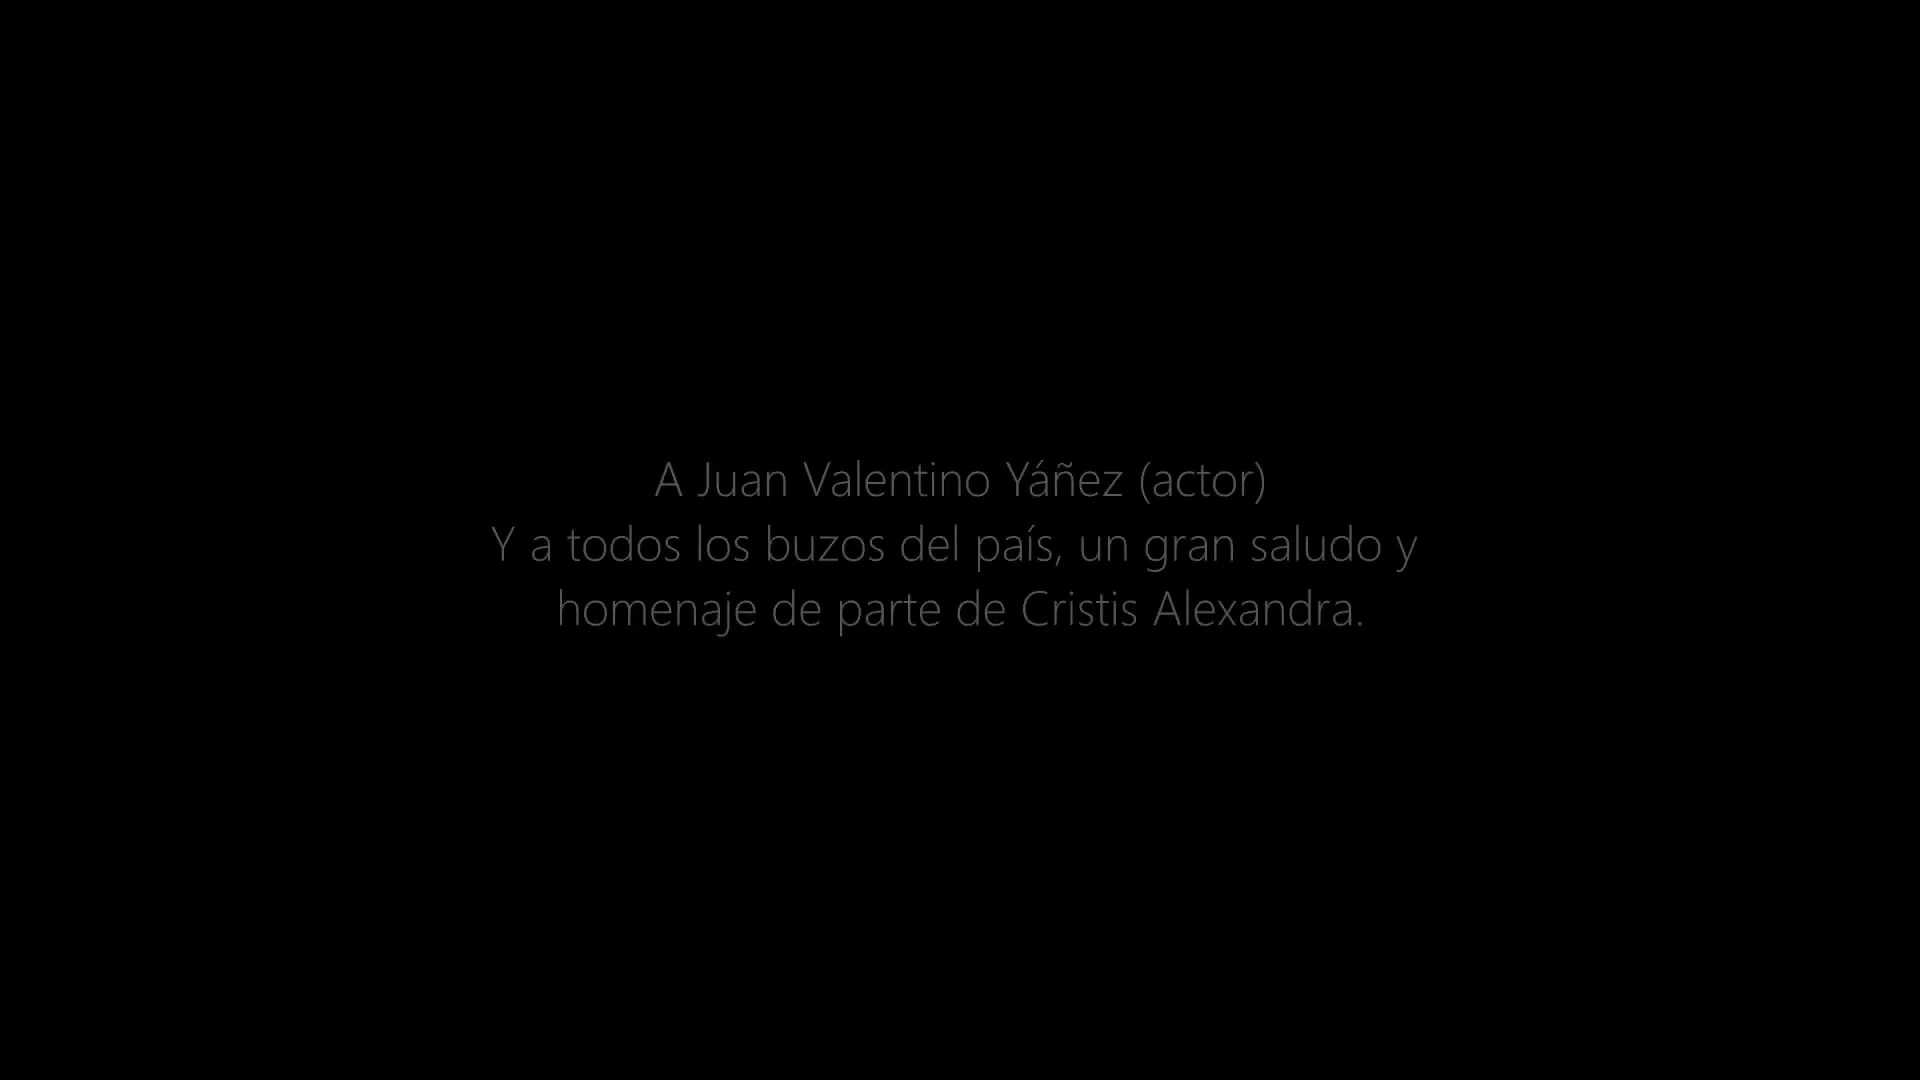 A Juan Valentino Yáñez (actor)
Y a todos los buzos del país, un gran saludo y
homenaje de parte de Cristis Alexandra.